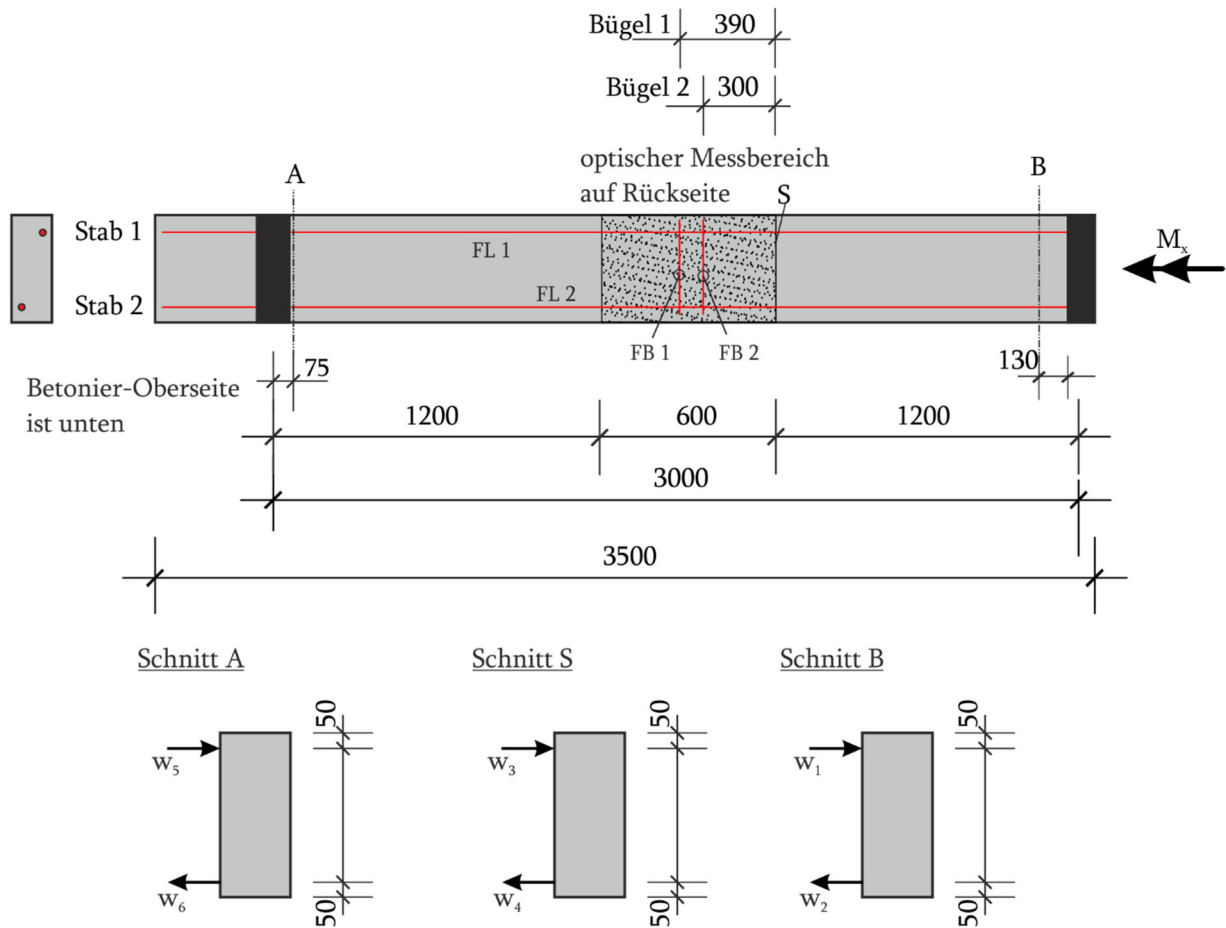 Bügel 1
390
Bügel 2
300
optischer Messbereich
auf Rückseite
S
A
B
Stab 1
FL 1
M_x
Stab 2
FL 2
FB 1
FB 2
75
130
Betonier-Oberseite
ist unten
1200
600
1200
3000
3500
Schnitt A
Schnitt S
Schnitt B
50
50
50
w_5
w_3
w_1
w_6
w_4
w_2
50
50
50